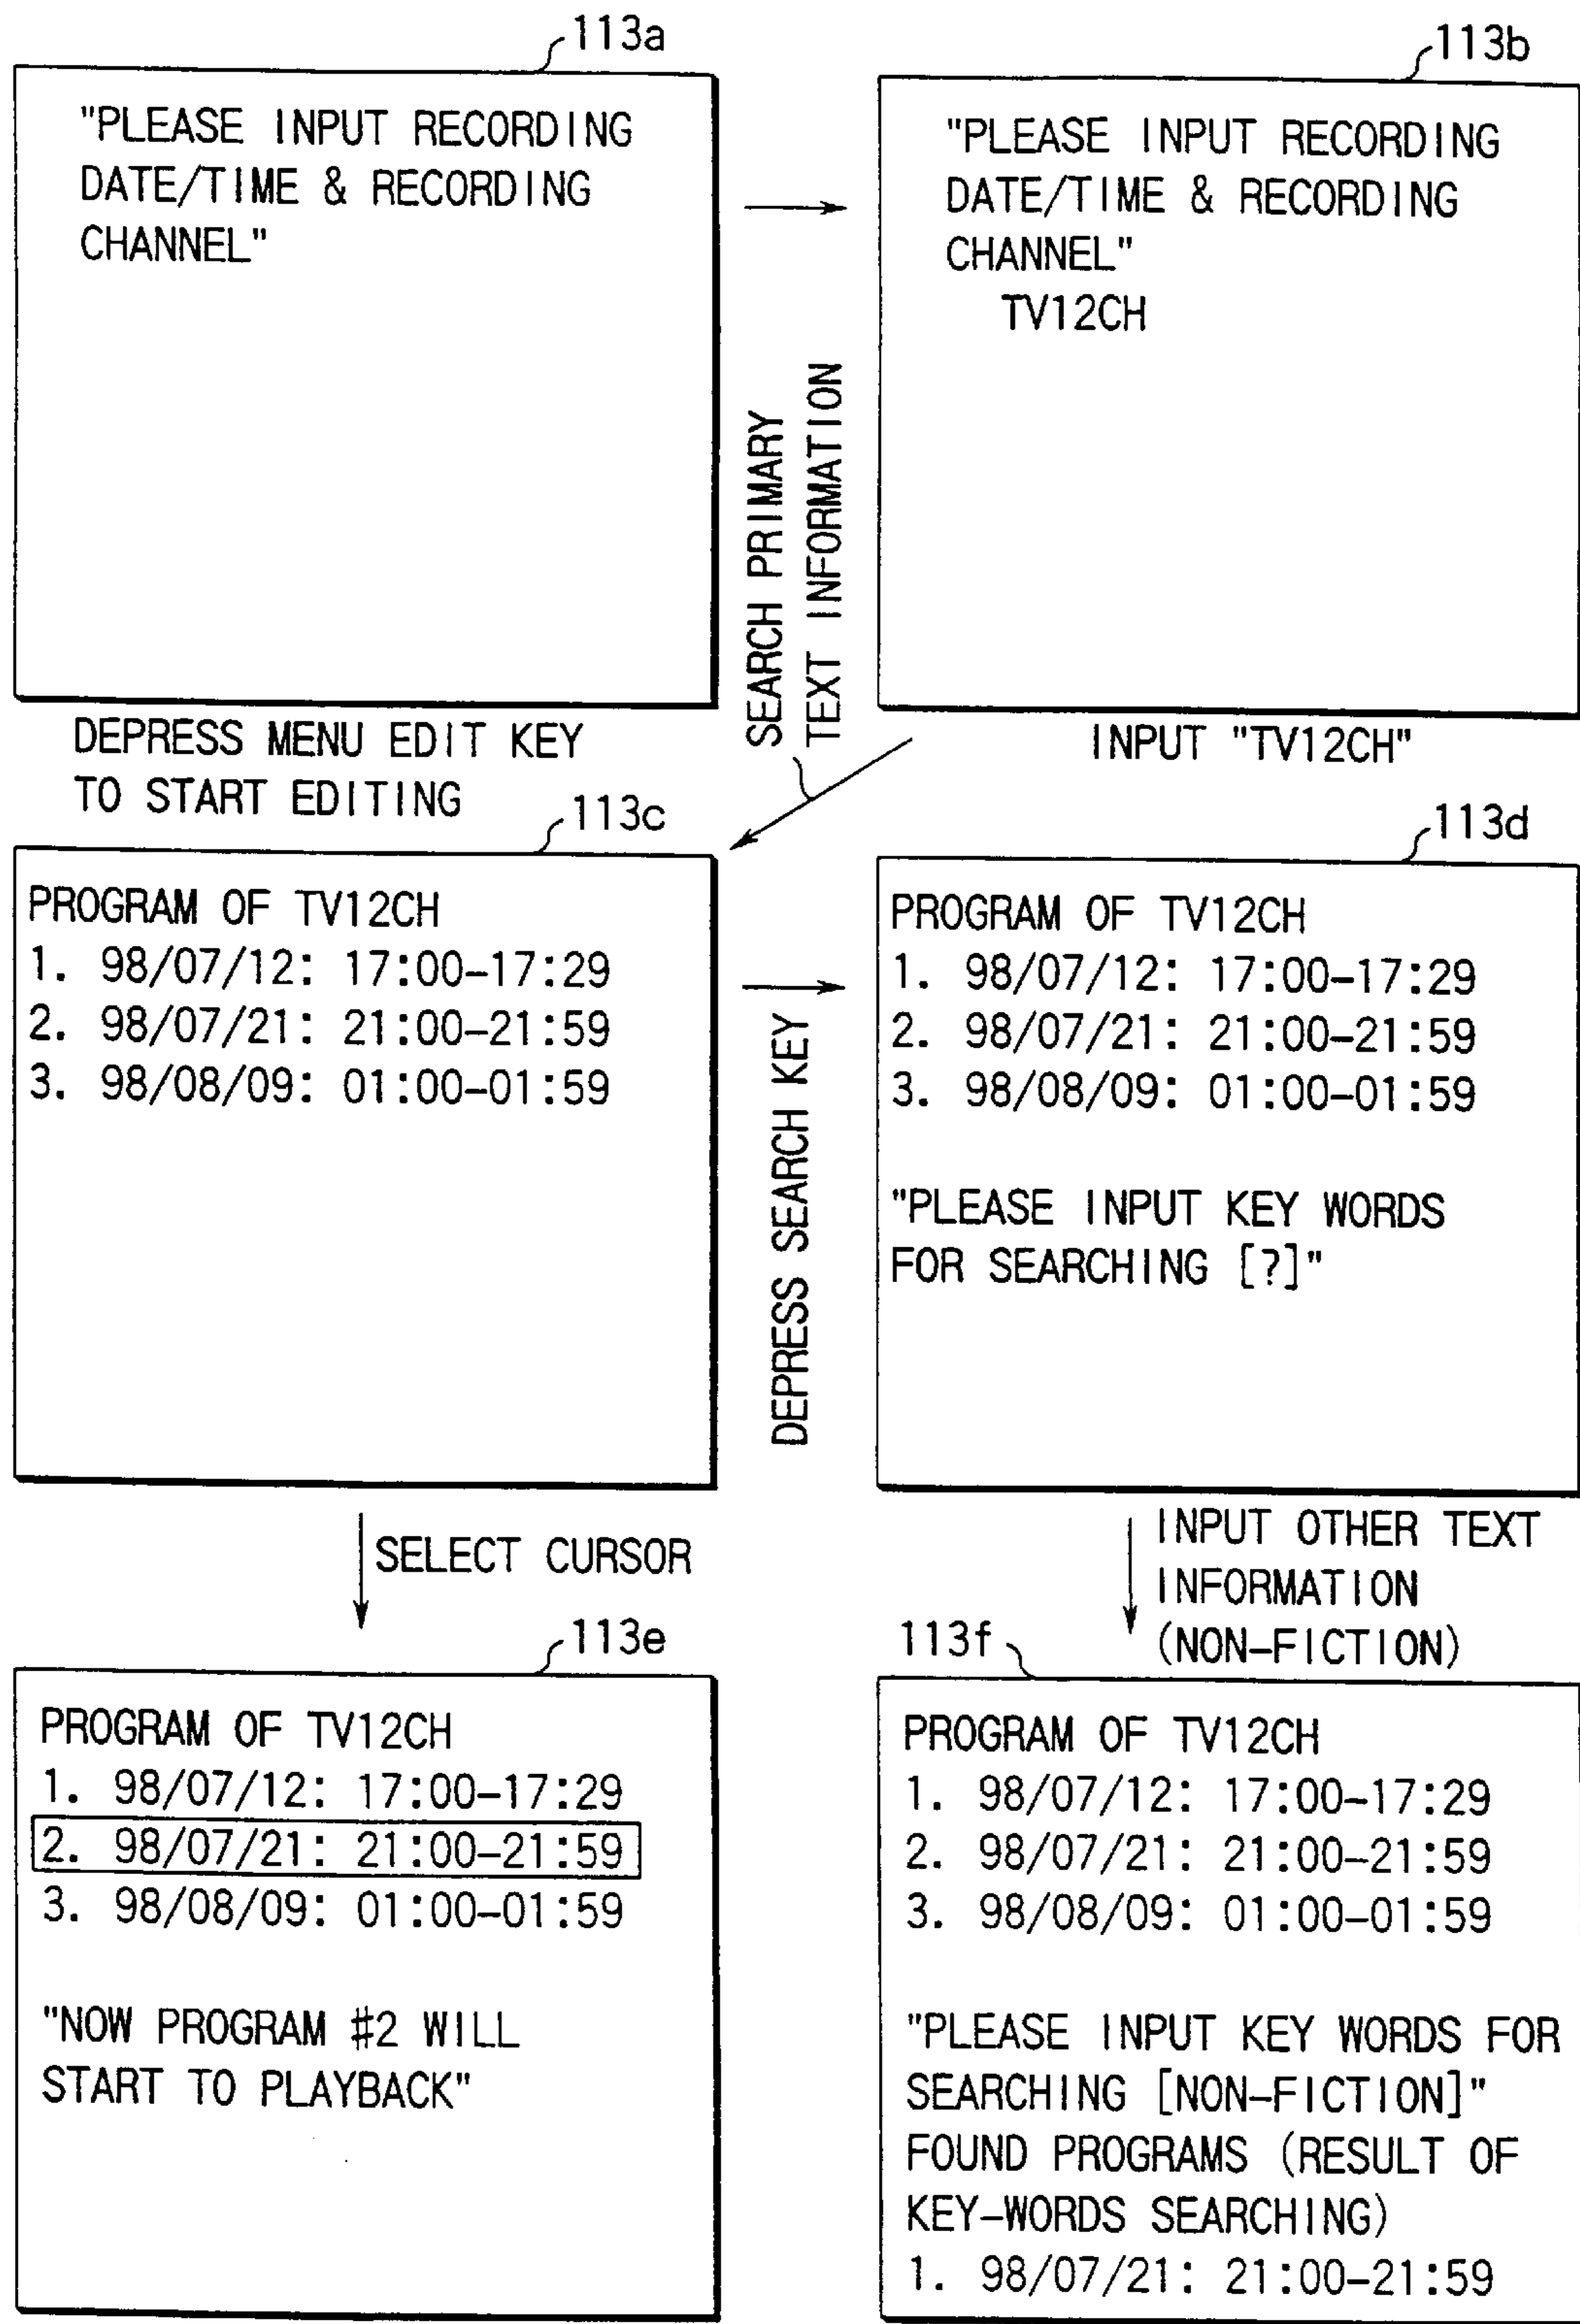 113a
"PLEASE INPUT RECORDING
DATE/TIME & RECORDING
CHANNEL"
DEPRESS MENU EDIT KEY
TO START EDITING
113b
"PLEASE INPUT RECORDING
DATE/TIME & RECORDING
CHANNEL"
TV12CH
INPUT "TV12CH"
SEARCH PRIMARY
TEXT INFORMATION
113c
PROGRAM OF TV12CH
1. 98/07/12: 17:00-17:29
2. 98/07/21: 21:00-21:59
3. 98/08/09: 01:00-01:59
DEPRESS SEARCH KEY
113d
PROGRAM OF TV12CH
1. 98/07/12: 17:00-17:29
2. 98/07/21: 21:00-21:59
3. 98/08/09: 01:00-01:59
"PLEASE INPUT KEY WORDS
FOR SEARCHING [?]"
SELECT CURSOR
INPUT OTHER TEXT
INFORMATION
(NON-FICTION)
113e
PROGRAM OF TV12CH
1. 98/07/12: 17:00-17:29
2. 98/07/21: 21:00-21:59
3. 98/08/09: 01:00-01:59
"NOW PROGRAM #2 WILL
START TO PLAYBACK"
113f
PROGRAM OF TV12CH
1. 98/07/12: 17:00-17:29
2. 98/07/21: 21:00-21:59
3. 98/08/09: 01:00-01:59
"PLEASE INPUT KEY WORDS FOR
SEARCHING [NON-FICTION]"
FOUND PROGRAMS (RESULT OF
KEY-WORDS SEARCHING)
1. 98/07/21: 21:00-21:59